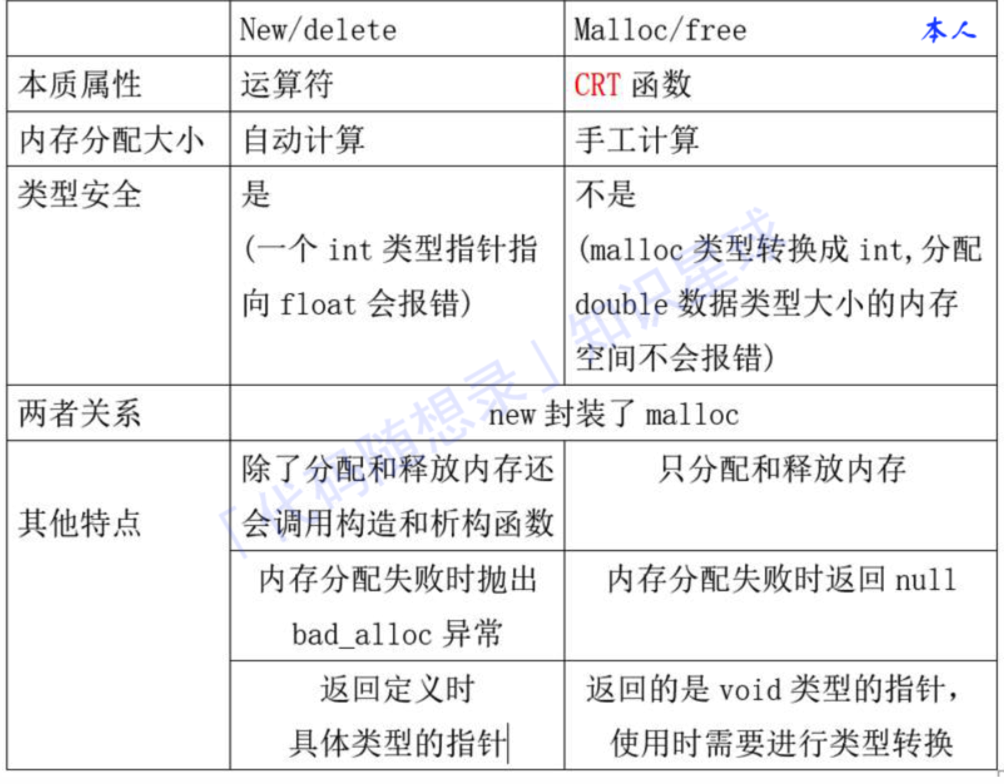 New/delete
Malloc/free
本人
本质属性
运算符
CRT 函数
内存分配大小
自动计算
手工计算
类型安全
是
(一个 int 类型指针指
向 float 会报错)
不是
(malloc 类型转换成 int,分配
double 数据类型大小的内存
空间不会报错)
两者关系
new 封装了 malloc
其他特点
除了分配和释放内存还
会调用构造和析构函数
只分配和释放内存
内存分配失败时抛出
bad_alloc 异常
内存分配失败时返回 null
返回定义时
具体类型的指针
返回的是 void 类型的指针，
使用时需要进行类型转换
「代码随想录」知识星球